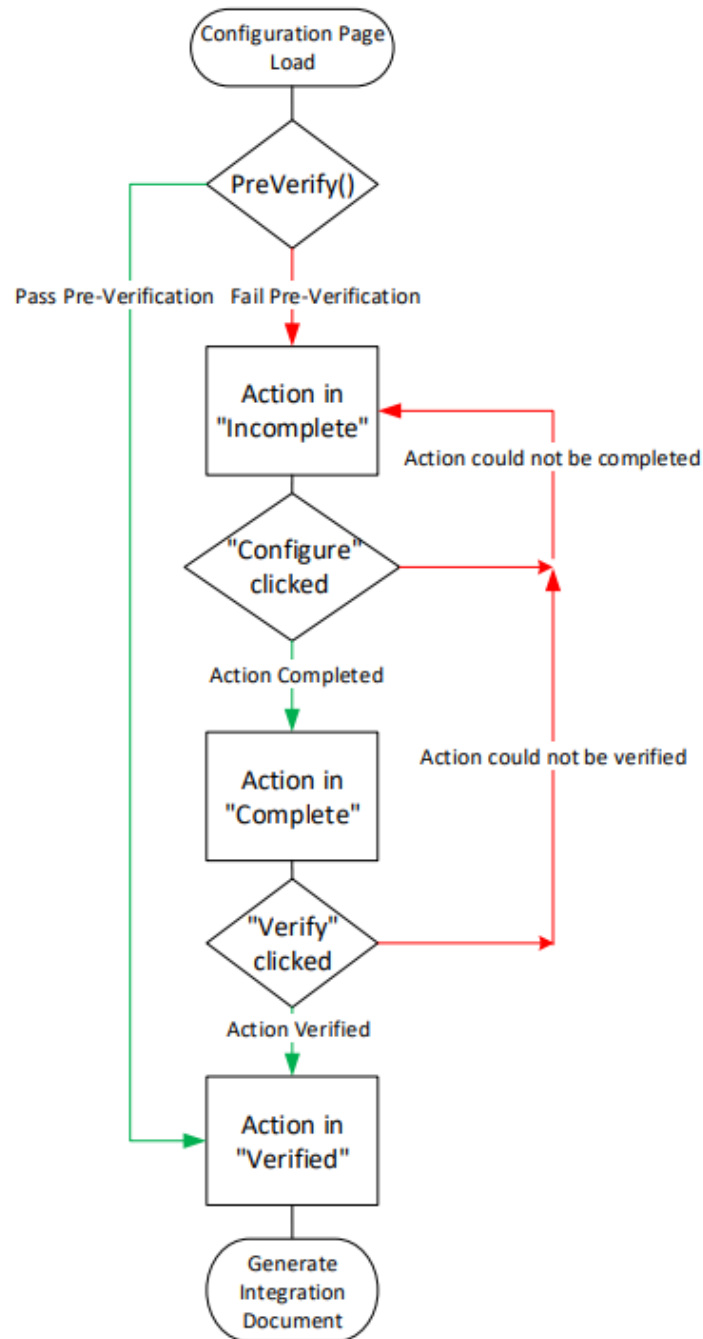 Configuration Page
Load
PreVerify()
Pass Pre-Verification
Fail Pre-Verification
Action in
"Incomplete"
Action could not be completed
"Configure"
clicked
Action Completed
Action in
"Complete"
Action could not be verified
"Verify"
clicked
Action Verified
Action in
"Verified"
Generate
Integration
Document